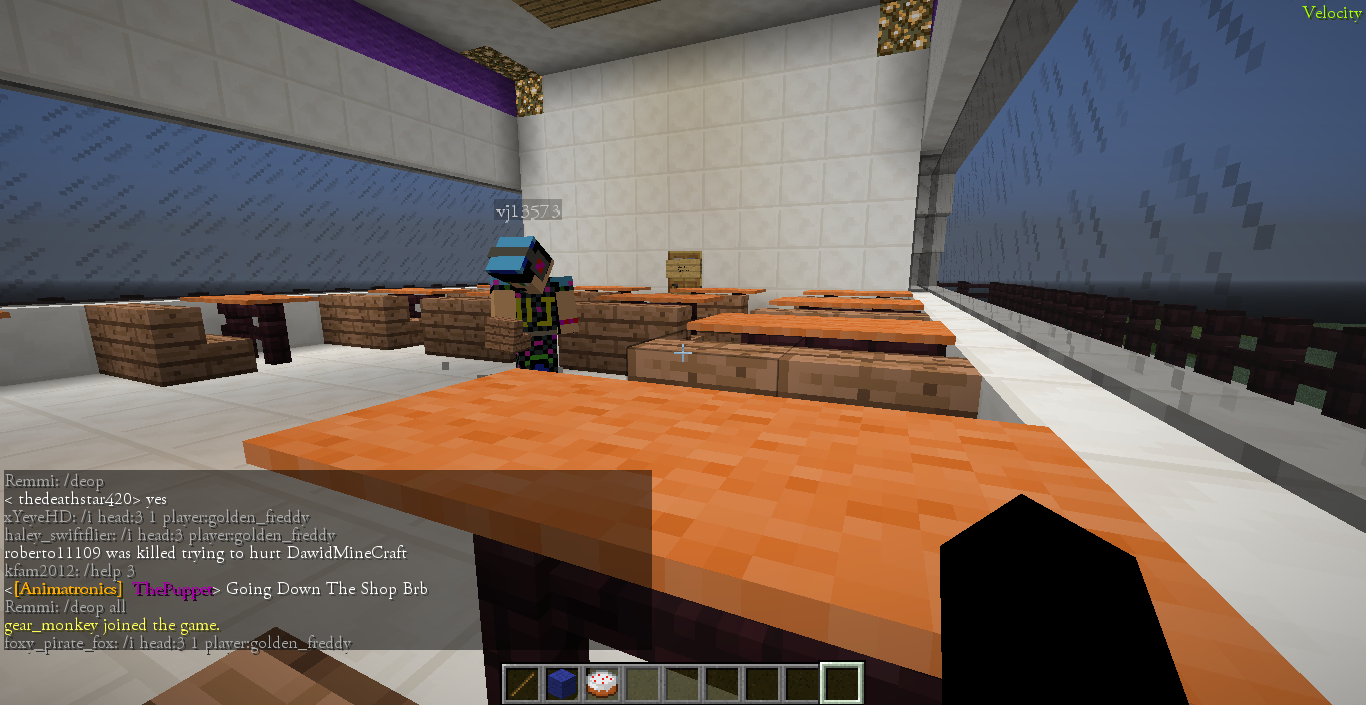 Velocity
vj13573
Remmi: /deop
< thedeathstar420> yes
xYeyeHD: /i head:3 1 player:golden_freddy
haley_swiftflier: /i head:3 player:golden_freddy
roberto11109 was killed trying to hurt DawidMineCraft
kfam2012: /help 3
<[Animatronics] ThePuppet> Going Down The Shop Brb
Remmi: /deop all
gear_monkey joined the game.
foxy_pirate_fox: /i head:3 1 player:golden_freddy